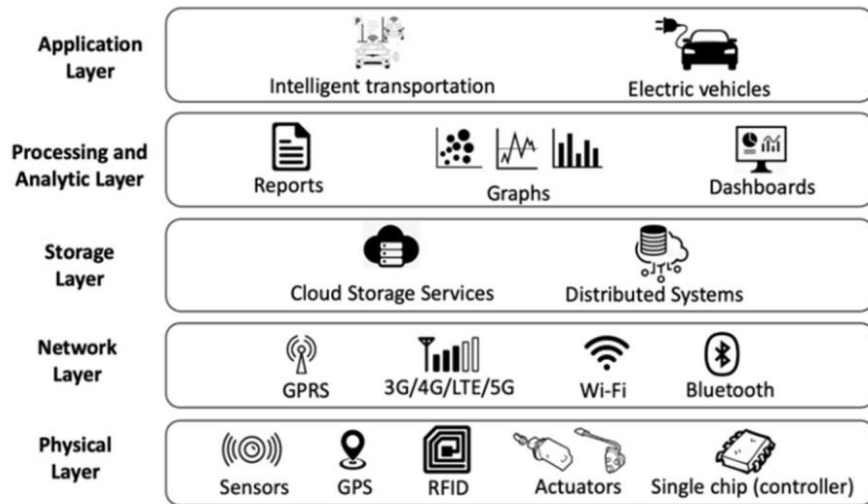 Application
Layer
Intelligent transportation
Electric vehicles
Processing and
Analytic Layer
Reports
Graphs
Dashboards
Storage
Layer
Cloud Storage Services
Distributed Systems
Network
Layer
GPRS
3G/4G/LTE/5G
Wi-Fi
Bluetooth
Physical
Layer
Sensors
GPS
RFID
Actuators
Single chip (controller)